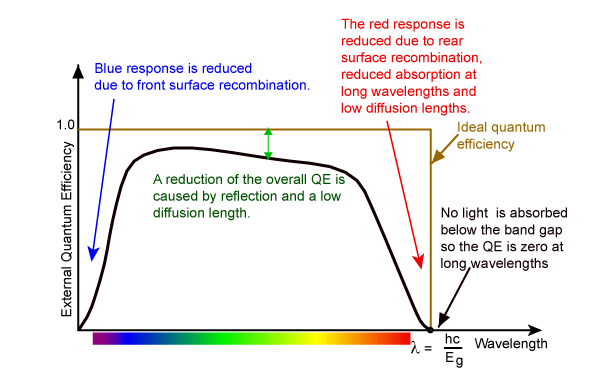 The red response is
reduced due to rear
surface recombination,
reduced absorption at
long wavelengths and
low diffusion lengths.
Blue response is reduced
due to front surface recombination.
1.0
Ideal quantum
efficiency
A reduction of the overall QE is
caused by reflection and a low
diffusion length.
External Quantum Efficiency
No light is absorbed
below the band gap
so the QE is zero at
long wavelengths
λ = hc/Eg
Wavelength